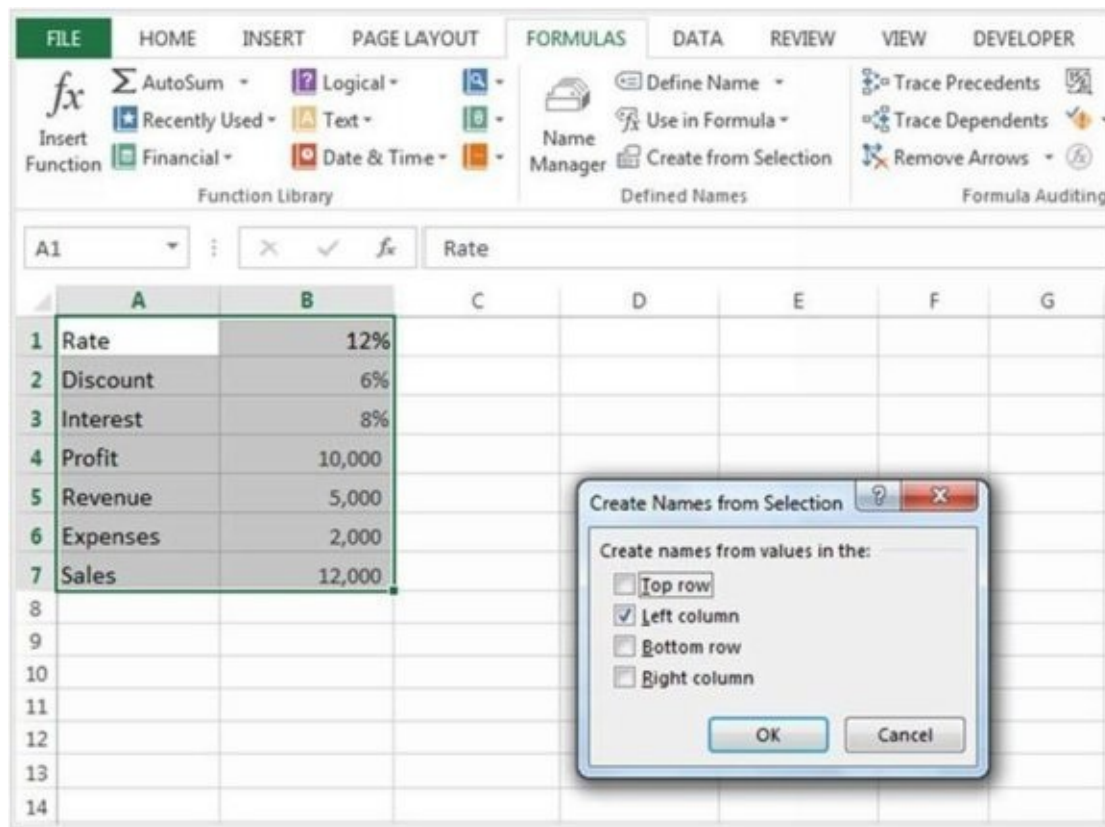 FILE HOME INSERT PAGE LAYOUT FORMULAS DATA REVIEW VIEW DEVELOPER
fx Insert Function
AutoSum
Recently Used
Financial
Logical
Text
Date & Time
Function Library
Name Manager
Define Name
Use in Formula
Create from Selection
Defined Names
Trace Precedents
Trace Dependents
Remove Arrows
Formula Auditing
A1 fx Rate
A B C D E F G
1 Rate 12%
2 Discount 6%
3 Interest 8%
4 Profit 10,000
5 Revenue 5,000
6 Expenses 2,000
7 Sales 12,000
8
9
10
11
12
13
14
Create Names from Selection ?
Create names from values in the:
Top row
Left column
Bottom row
Right column
OK Cancel